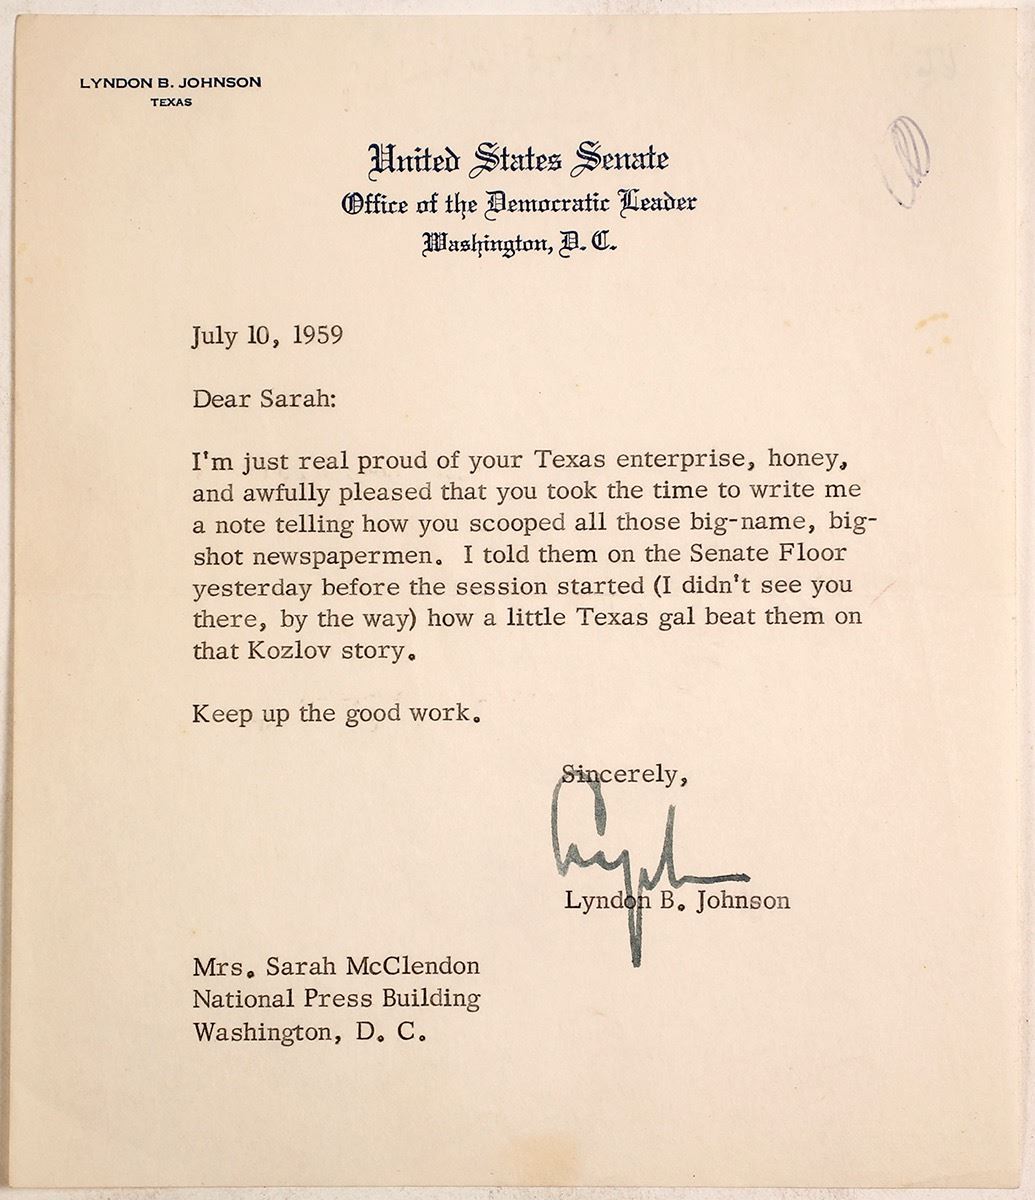 LYNDON B. JOHNSON
TEXAS
United States Senate
Office of the Democratic Leader
Washington, D. C.
July 10, 1959
Dear Sarah:
I'm just real proud of your Texas enterprise, honey,
and awfully pleased that you took the time to write me
a note telling how you scooped all those big-name, big-
shot newspapermen. I told them on the Senate Floor
yesterday before the session started (I didn't see you
there, by the way) how a little Texas gal beat them on
that Kozlov story.
Keep up the good work.
Sincerely,
Lyndon
Lyndon B. Johnson
Mrs. Sarah McClendon
National Press Building
Washington, D. C.